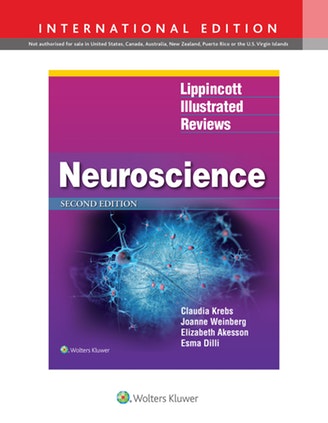 INTERNATIONAL EDITION
Not authorised for sale in United States, Canada, Australia, New Zealand, Puerto Rico or the U.S. Virgin Islands
Lippincott
Illustrated
Reviews
Neuroscience
SECOND EDITION
Claudia Krebs
Joanne Weinberg
Elizabeth Akesson
Esma Dilli
Wolters Kluwer
Wolters Kluwer